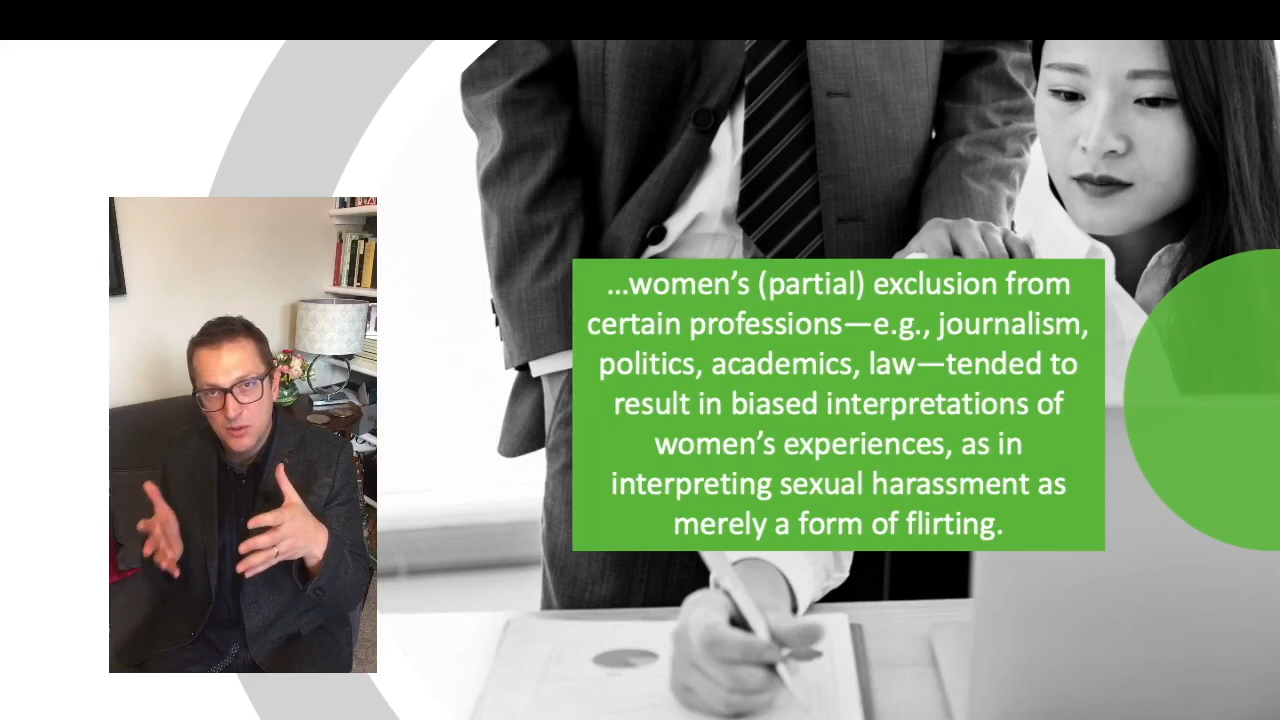 ...women's (partial) exclusion from
certain professions—e.g., journalism,
politics, academics, law—tended to
result in biased interpretations of
women's experiences, as in
interpreting sexual harassment as
merely a form of flirting.